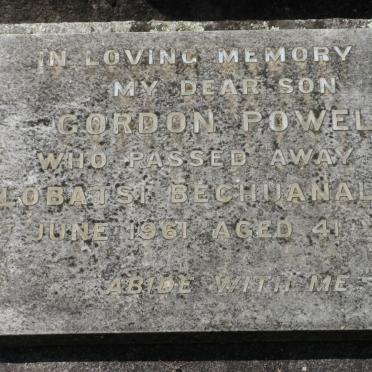 IN LOVING MEMORY
MY DEAR SON
GORDON POWEL
WHO PASSED AWAY
LOBATSI BECHUANAL
JUNE 1961 AGED 41
ABIDE WITH ME